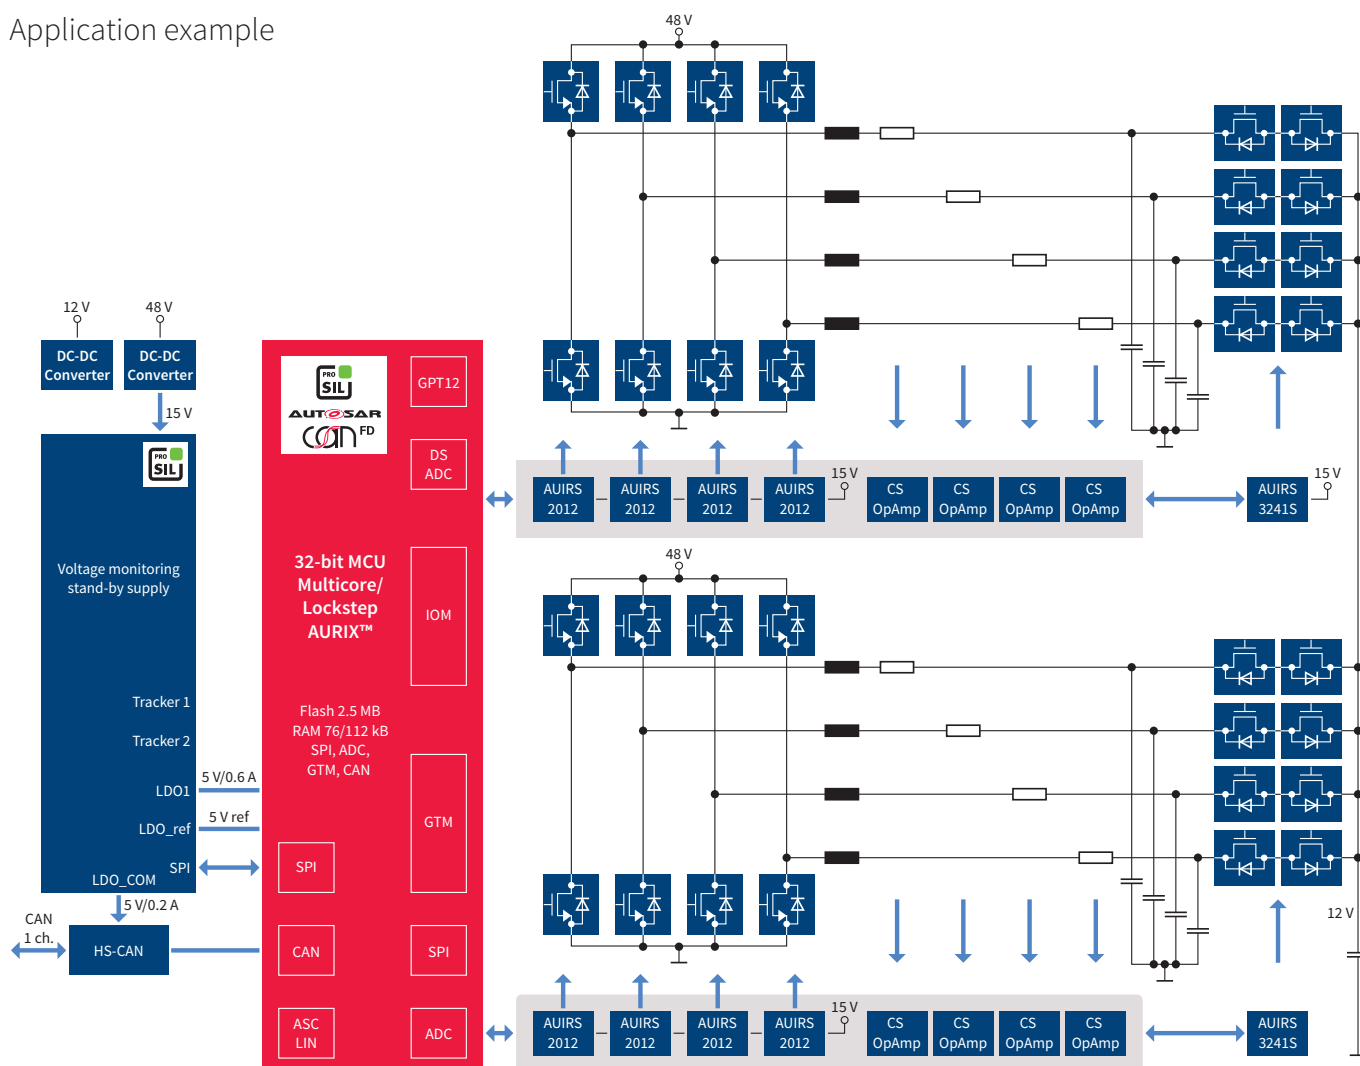 Application example
48 V
12 V
48 V
DC-DC
Converter
DC-DC
Converter
15 V
PRO
SIL
Voltage monitoring
stand-by supply
Tracker 1
Tracker 2
LDO1
LDO_ref
SPI
LDO_COM
5 V/0.6 A
5 V ref
5 V/0.2 A
CAN
1 ch.
HS-CAN
PRO
SIL
AUTOSAR
CAN FD
32-bit MCU
Multicore/
Lockstep
AURIX™
Flash 2.5 MB
RAM 76/112 kB
SPI, ADC,
GTM, CAN
GPT12
DS
ADC
IOM
GTM
SPI
CAN
SPI
ASC
LIN
ADC
AUIRS
2012
AUIRS
2012
AUIRS
2012
AUIRS
2012
15 V
CS
OpAmp
CS
OpAmp
CS
OpAmp
CS
OpAmp
AUIRS
3241S
15 V
48 V
12 V
AUIRS
2012
AUIRS
2012
AUIRS
2012
AUIRS
2012
15 V
CS
OpAmp
CS
OpAmp
CS
OpAmp
CS
OpAmp
AUIRS
3241S